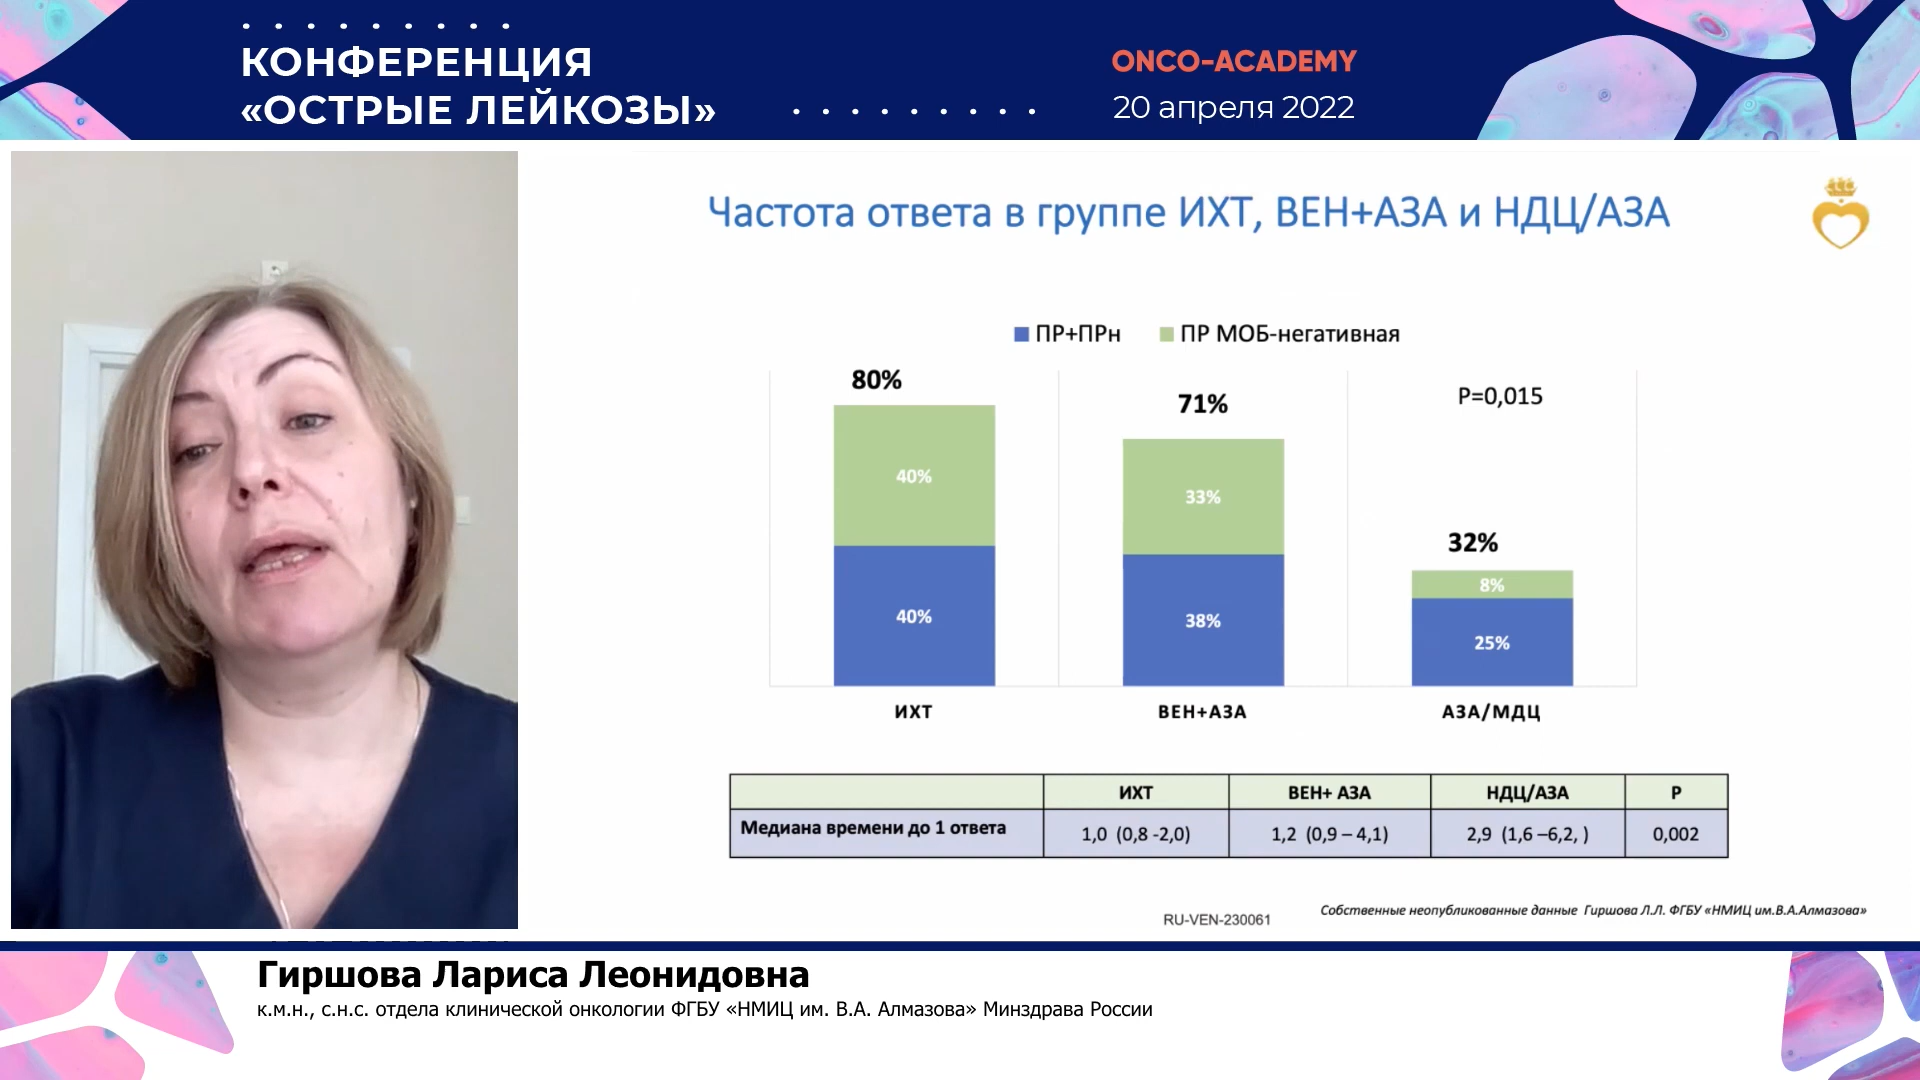 КОНФЕРЕНЦИЯ
«ОСТРЫЕ ЛЕЙКОЗЫ»
ONCO-ACADEMY
20 апреля 2022
Частота ответа в группе ИХТ, ВЕН+АЗА и НДЦ/АЗА
ПР+ПРн ПР МОБ-негативная
80%
71%
P=0,015
32%
40%
33%
8%
40%
38%
25%
ИХТ ВЕН+АЗА АЗА/МДЦ
ИХТ ВЕН+ АЗА НДЦ/АЗА Р
Медиана времени до 1 ответа 1,0 (0,8 -2,0) 1,2 (0,9 – 4,1) 2,9 (1,6 –6,2, ) 0,002
RU-VEN-230061
Собственные неопубликованные данные Гиршова Л.Л. ФГБУ «НМИЦ им.В.А.Алмазова»
Гиршова Лариса Леонидовна
к.м.н., с.н.с. отдела клинической онкологии ФГБУ «НМИЦ им. В.А. Алмазова» Минздрава России